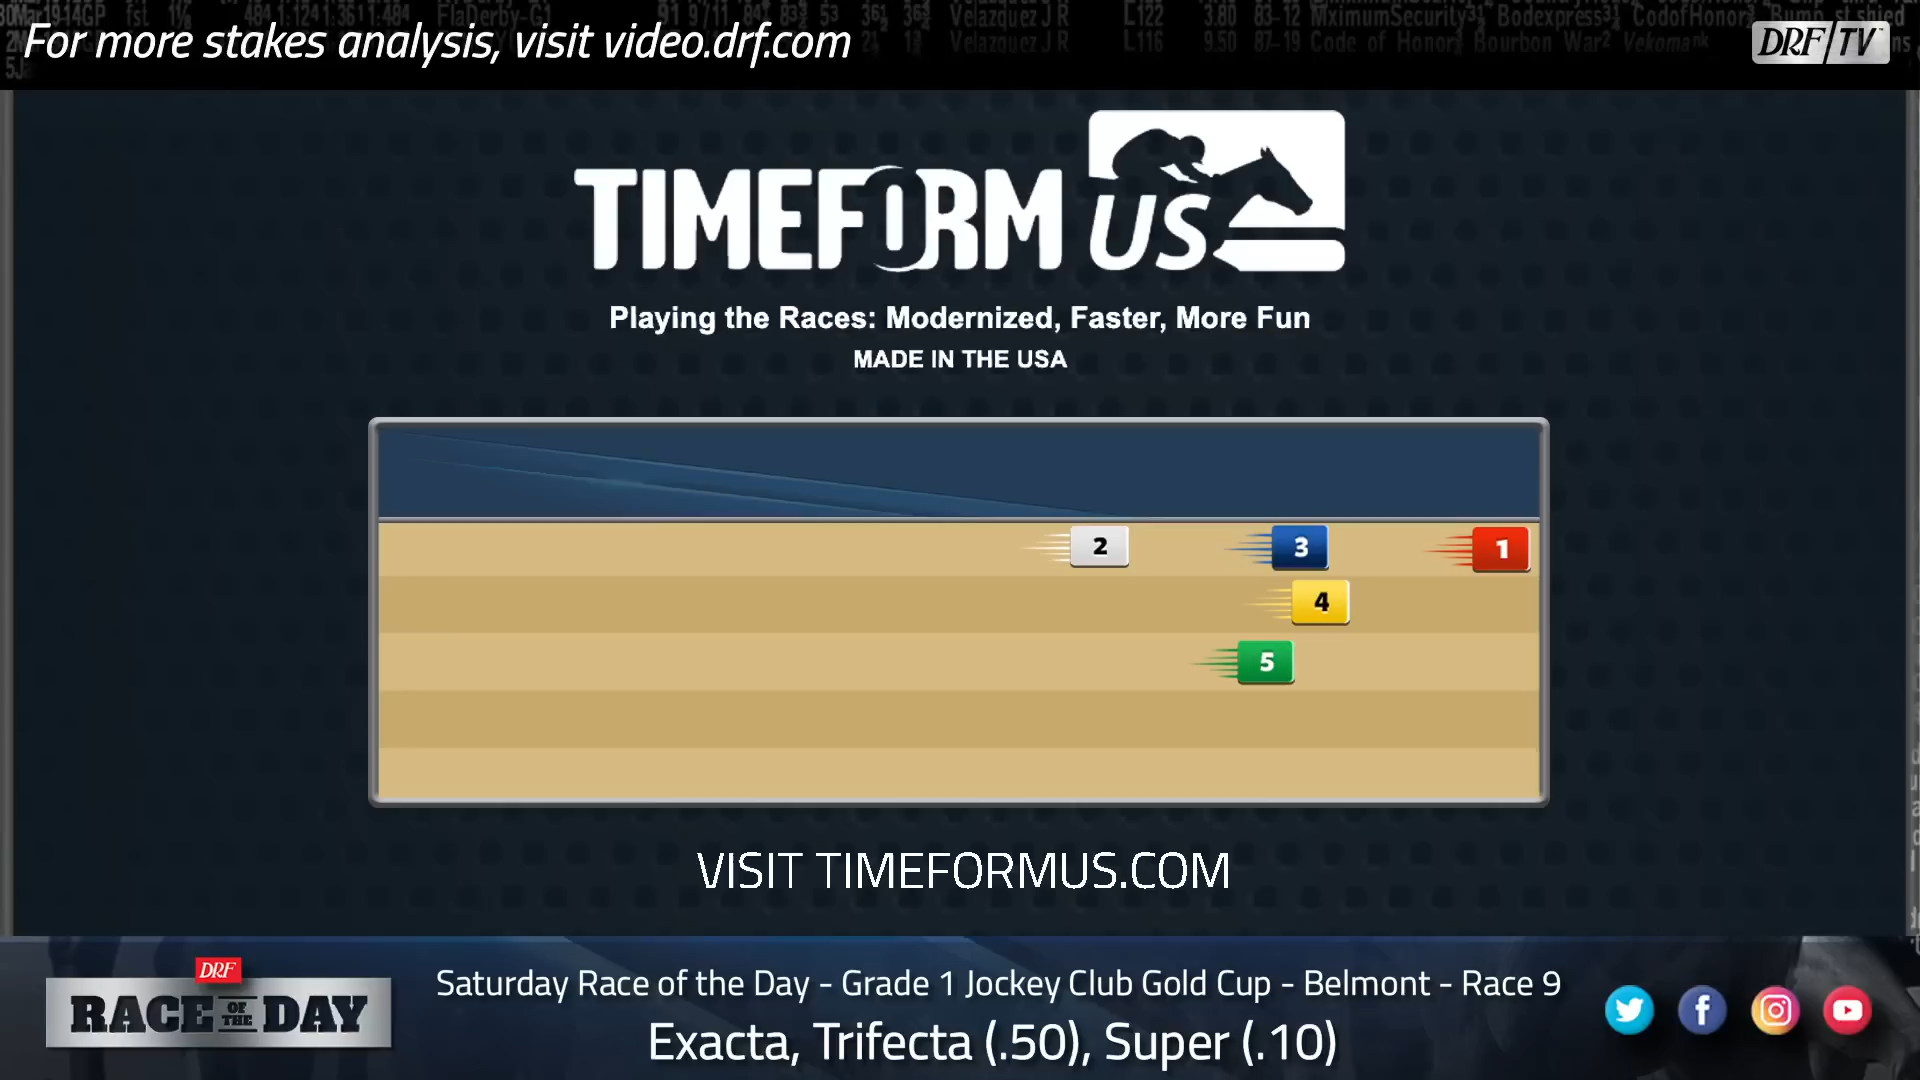 For more stakes analysis, visit video.drf.com
DRF TV
TIMEFORM US
Playing the Races: Modernized, Faster, More Fun
MADE IN THE USA
2
3
1
4
5
VISIT TIMEFORMUS.COM
DRF
RACE OF THE DAY
Saturday Race of the Day - Grade 1 Jockey Club Gold Cup - Belmont - Race 9
Exacta, Trifecta (.50), Super (.10)